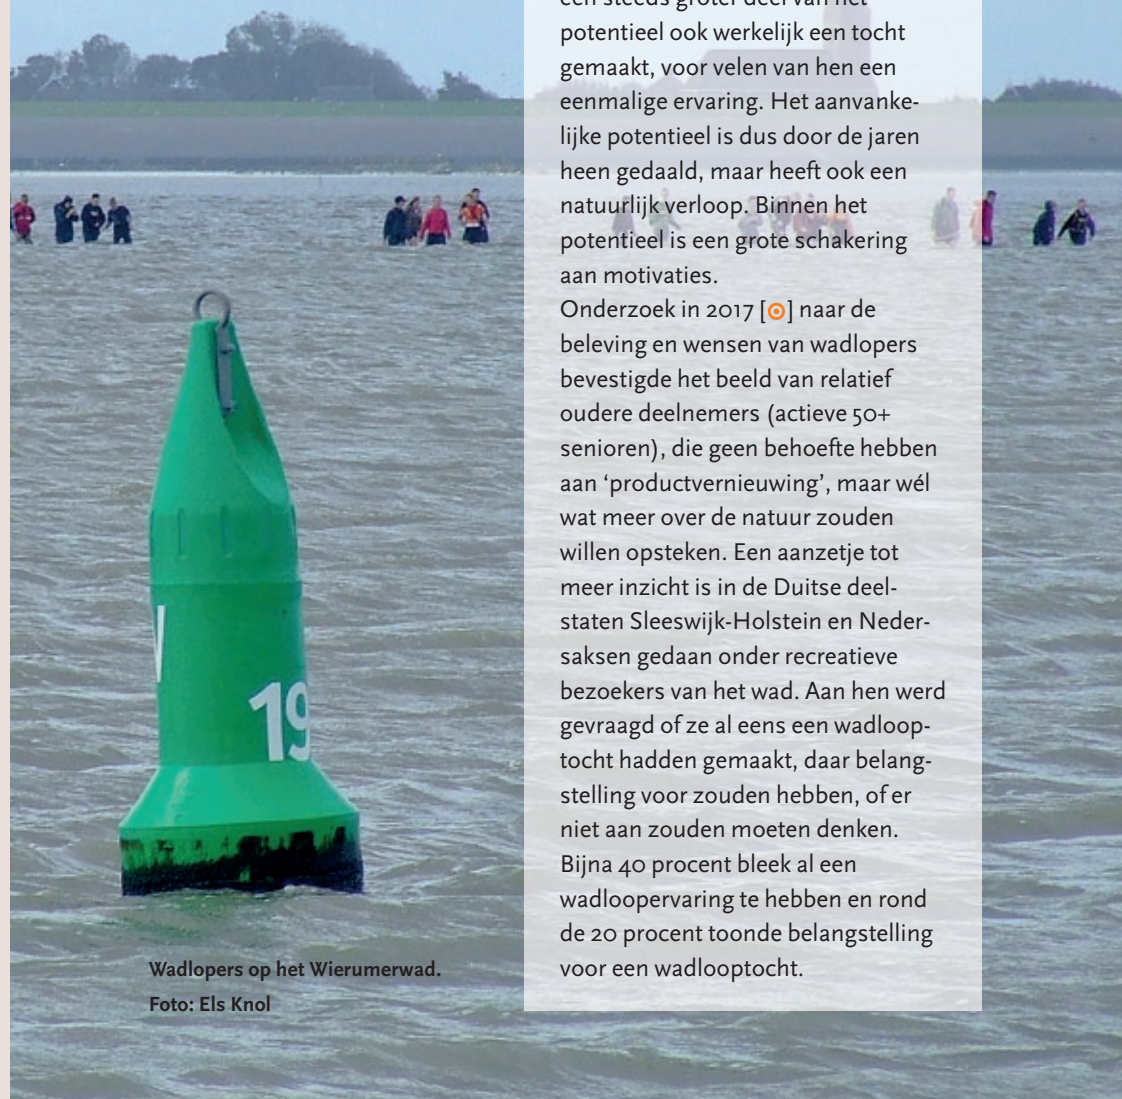 een steeds groter deel van het
potentieel ook werkelijk een tocht
gemaakt, voor velen van hen een
eenmalige ervaring. Het aanvanke-
lijke potentieel is dus door de jaren
heen gedaald, maar heeft ook een
natuurlijk verloop. Binnen het
potentieel is een grote schakering
aan motivaties.
Onderzoek in 2017 [⊙] naar de
beleving en wensen van wadlopers
bevestigde het beeld van relatief
oudere deelnemers (actieve 50+
senioren), die geen behoefte hebben
aan ‘productvernieuwing’, maar wél
wat meer over de natuur zouden
willen opsteken. Een aanzetje tot
meer inzicht is in de Duitse deel-
staten Sleeswijk-Holstein en Neder-
saksen gedaan onder recreatieve
bezoekers van het wad. Aan hen werd
gevraagd of ze al eens een wadloop-
tocht hadden gemaakt, daar belang-
stelling voor zouden hebben, of er
niet aan zouden moeten denken.
Bijna 40 procent bleek al een
wadloopervaring te hebben en rond
de 20 procent toonde belangstelling
voor een wadlooptocht.
19
Wadlopers op het Wierumerwad.
Foto: Els Knol